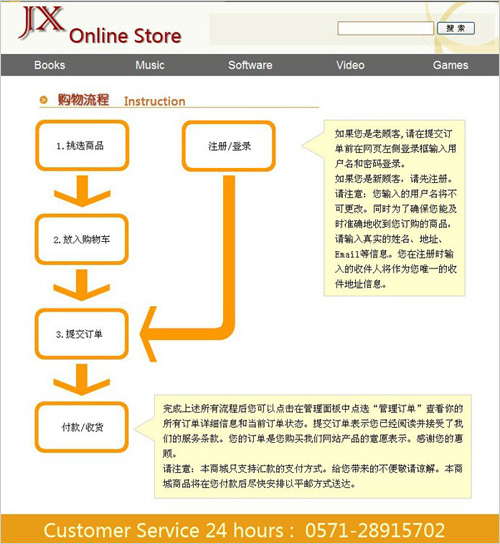 JX Online Store
搜 索
Books Music Software Video Games
购物流程 Instruction
1.挑选商品
注册/登录
如果您是老顾客,请在提交订
单前在网页左侧登录框输入用
户名和密码登录。
如果您是新顾客，请先注册。
请注意：您输入的用户名将不
可更改。同时为了确保您能及
时准确地收到您订购的商品，
请输入真实的姓名、地址、
Email等信息。您在注册时输
入的收件人将作为您唯一的收
件地址信息。
2.放入购物车
3.提交订单
付款/收货
完成上述所有流程后您可以点击在管理面板中点选“管理订单”查看你的
所有订单详细信息和当前订单状态。提交订单表示您已经阅读并接受了我
们的服务条款。您的订单是您购买我们网站产品的意愿表示。感谢您的惠
顾。
请注意：本商城只支持汇款的支付方式。给您带来的不便敬请谅解。本商
城商品将在您付款后尽快安排以平邮方式送达。
Customer Service 24 hours : 0571-28915702